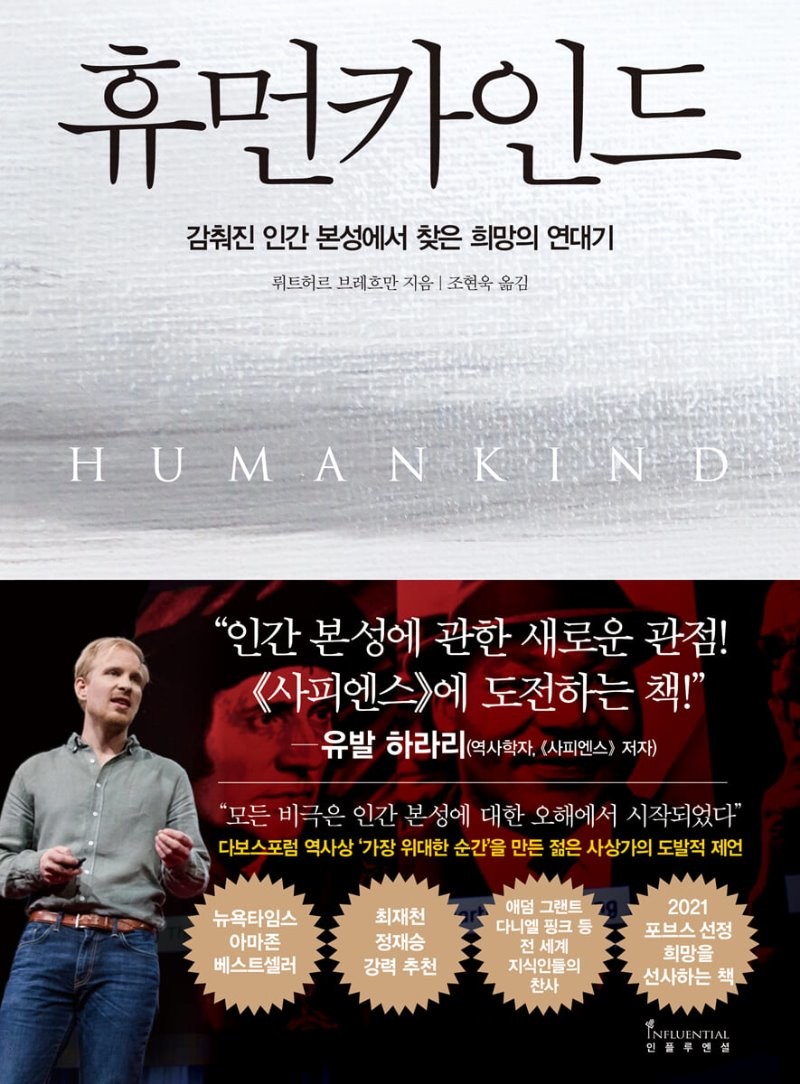 휴먼카인드
감춰진 인간 본성에서 찾은 희망의 연대기
뤼트허르 브레흐만 지음 | 조현욱 옮김
HUMANKIND
“인간 본성에 관한 새로운 관점!
《사피엔스》에 도전하는 책!”
— 유발 하라리(역사학자, 《사피엔스》 저자)
“모든 비극은 인간 본성에 대한 오해에서 시작되었다”
다보스포럼 역사상 ‘가장 위대한 순간’을 만든 젊은 사상가의 도발적 제언
뉴욕타임스
아마존
베스트셀러
최재천
정재승
강력 추천
애덤 그랜트
다니엘 핑크 등
전 세계
지식인들의
찬사
2021
포브스 선정
희망을
선사하는 책
INFLUENTIAL
인플루엔셜